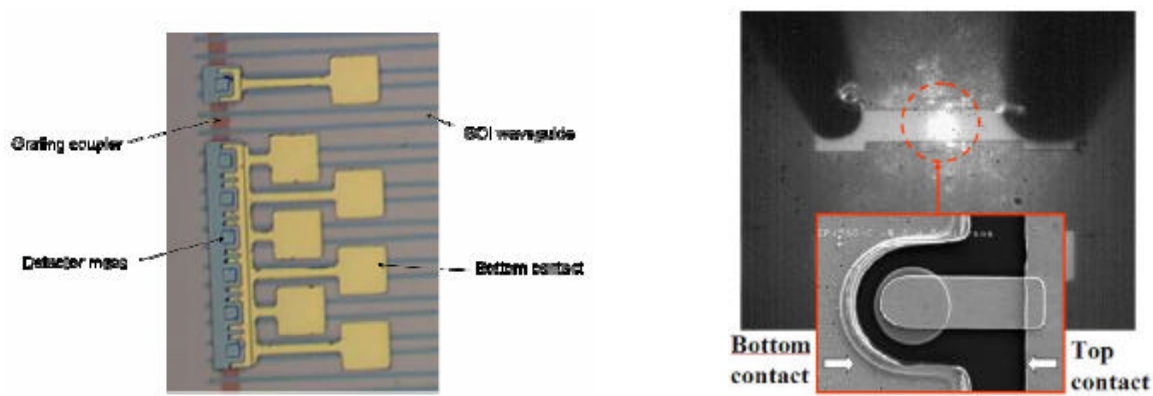 Grating coupler
SOI waveguide
Detector mesa
Bottom contact
Bottom
contact
Top
contact